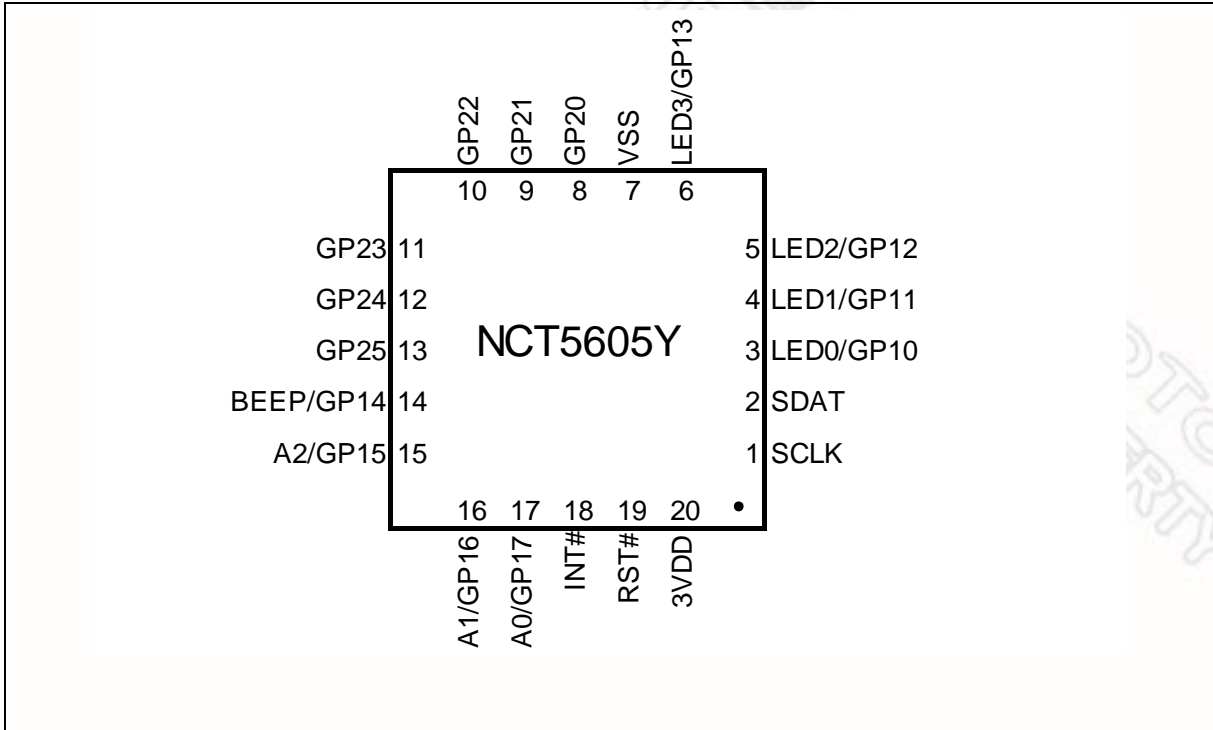 GP22 GP21 GP20 VSS LED3/GP13
10 9 8 7 6
GP23 11 5 LED2/GP12
GP24 12 4 LED1/GP11
GP25 13 NCT5605Y 3 LED0/GP10
BEEP/GP14 14 2 SDAT
A2/GP15 15 1 SCLK
16 17 18 19 20
A1/GP16 A0/GP17 INT# RST# 3VDD